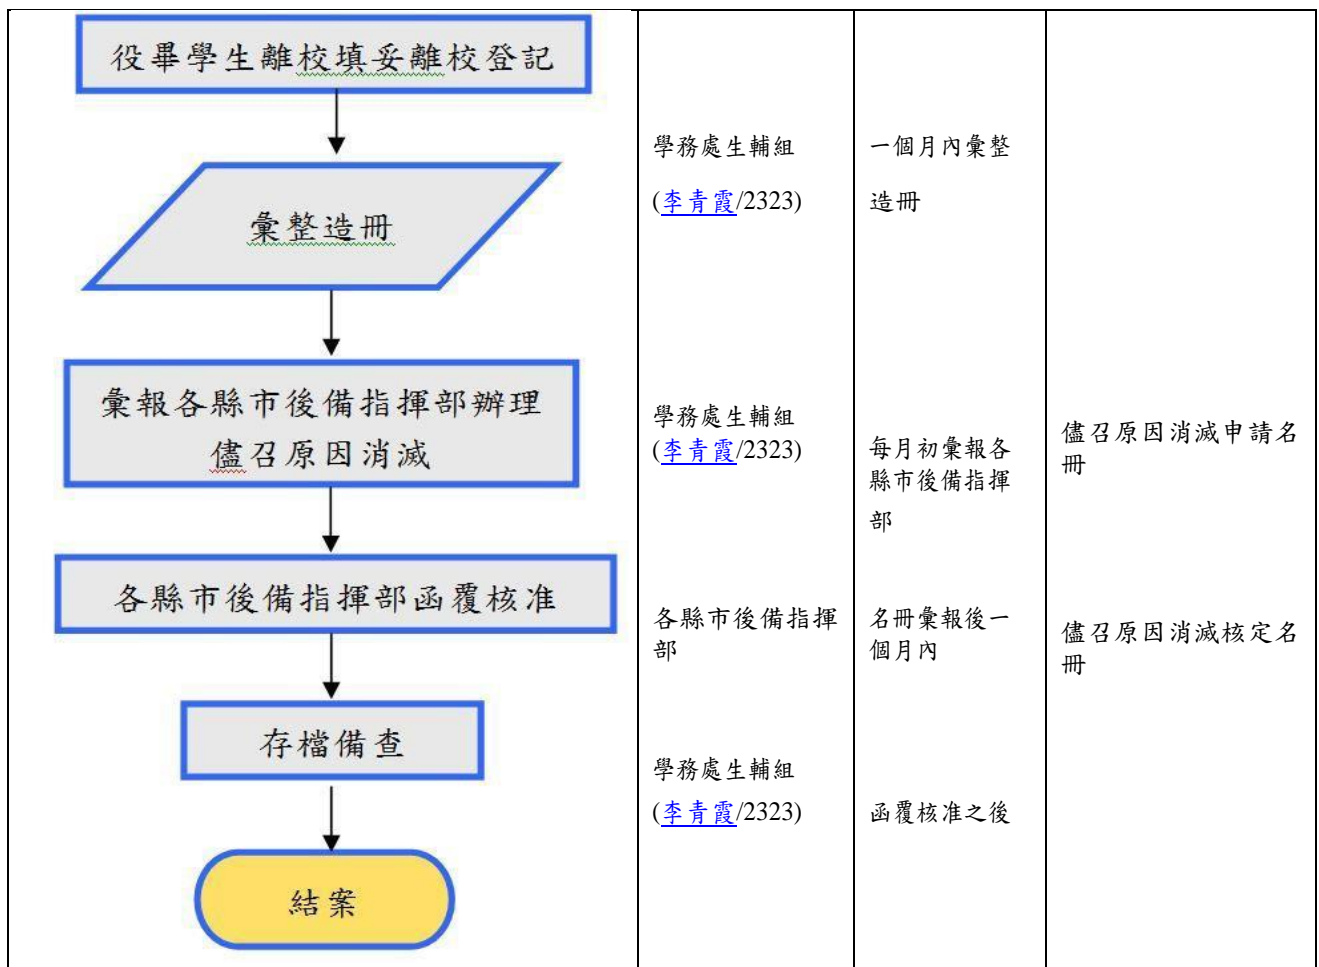 役畢學生離校填妥離校登記
學務處生輔組
(李青霞/2323)
一個月內彙整
造冊
彙整造冊
彙報各縣市後備指揮部辦理
儘召原因消滅
學務處生輔組
(李青霞/2323)
每月初彙報各
縣市後備指揮
部
儘召原因消滅申請名
冊
各縣市後備指揮部函覆核准
各縣市後備指揮
部
名冊彙報後一
個月內
儘召原因消滅核定名
冊
存檔備查
學務處生輔組
(李青霞/2323)
函覆核准之後
結案